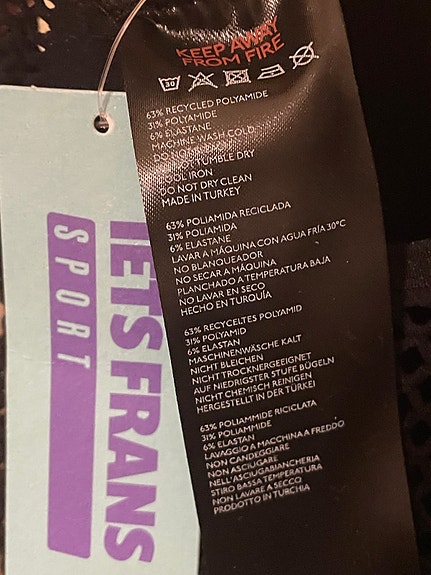 KEEP AWAY
FROM FIRE
30
63% RECYCLED POLYAMIDE
31% POLYAMIDE
6% ELASTANE
MACHINE WASH COLD
DO NOT BLEACH
DO NOT TUMBLE DRY
COOL IRON
DO NOT DRY CLEAN
MADE IN TURKEY
63% POLIAMIDA RECICLADA
31% POLIAMIDA
6% ELASTANE
LAVAR A MÁQUINA CON AGUA FRÍA 30°C
NO BLANQUEADOR
NO SECAR A MÁQUINA
PLANCHADO A TEMPERATURA BAJA
NO LAVAR EN SECO
HECHO EN TURQUÍA
63% RECYCELTES POLYAMID
31% POLYAMID
6% ELASTAN
MASCHINENWÄSCHE KALT
NICHT BLEICHEN
NICHT TROCKNERGEEIGNET
AUF NIEDRIGSTER STUFE BÜGELN
NICHT CHEMISCH REINIGEN
HERGESTELLT IN DER TÜRKEI
63% POLIAMMIDE RICICLATA
31% POLIAMMIDE
6% ELASTAN
LAVAGGIO A MACCHINA A FREDDO
NON CANDEGGIARE
NON ASCIUGARE
NELL'ASCIUGABIANCHERIA
STIRO BASSA TEMPERATURA
NON LAVARE A SECCO
PRODOTTO IN TURCHIA
IETS FRANS
SPORT